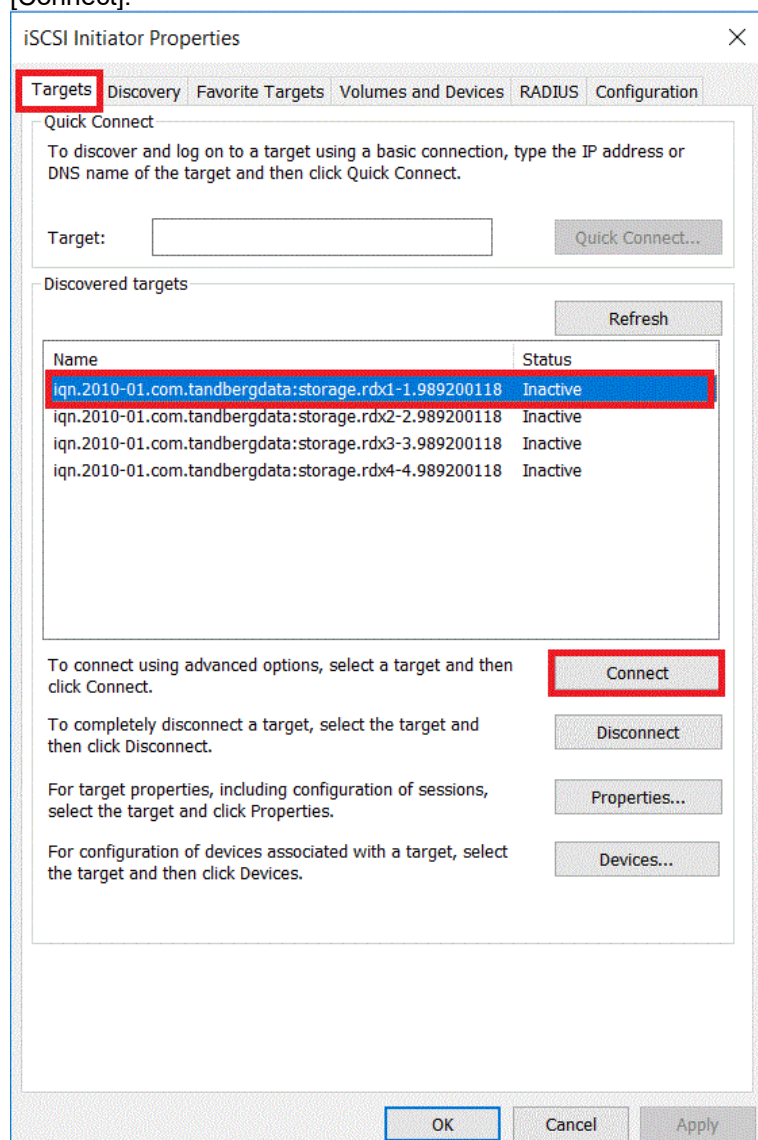 [Connect].
iSCSI Initiator Properties
Targets Discovery Favorite Targets Volumes and Devices RADIUS Configuration
Quick Connect
To discover and log on to a target using a basic connection, type the IP address or
DNS name of the target and then click Quick Connect.
Target:
Quick Connect...
Discovered targets
Refresh
Name Status
iqn.2010-01.com.tandbergdata:storage.rdx1-1.989200118 Inactive
iqn.2010-01.com.tandbergdata:storage.rdx2-2.989200118 Inactive
iqn.2010-01.com.tandbergdata:storage.rdx3-3.989200118 Inactive
iqn.2010-01.com.tandbergdata:storage.rdx4-4.989200118 Inactive
To connect using advanced options, select a target and then
click Connect.
Connect
To completely disconnect a target, select the target and
then click Disconnect.
Disconnect
For target properties, including configuration of sessions,
select the target and click Properties.
Properties...
For configuration of devices associated with a target, select
the target and then click Devices.
Devices...
OK Cancel Apply